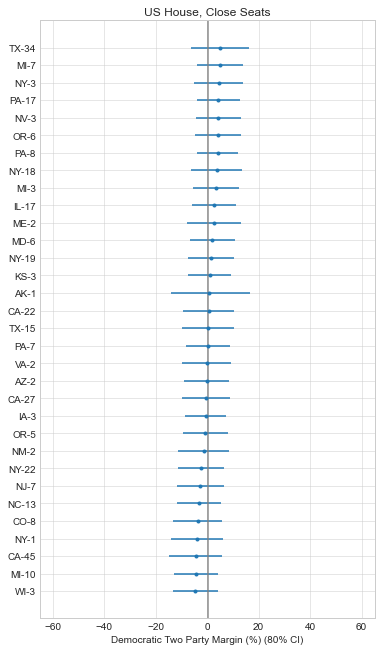 US House, Close Seats
TX-34
MI-7
NY-3
PA-17
NV-3
OR-6
PA-8
NY-18
MI-3
IL-17
ME-2
MD-6
NY-19
KS-3
AK-1
CA-22
TX-15
PA-7
VA-2
AZ-2
CA-27
IA-3
OR-5
NM-2
NY-22
NJ-7
NC-13
CO-8
NY-1
CA-45
MI-10
WI-3
−60 −40 −20 0 20 40 60
Democratic Two Party Margin (%) (80% CI)